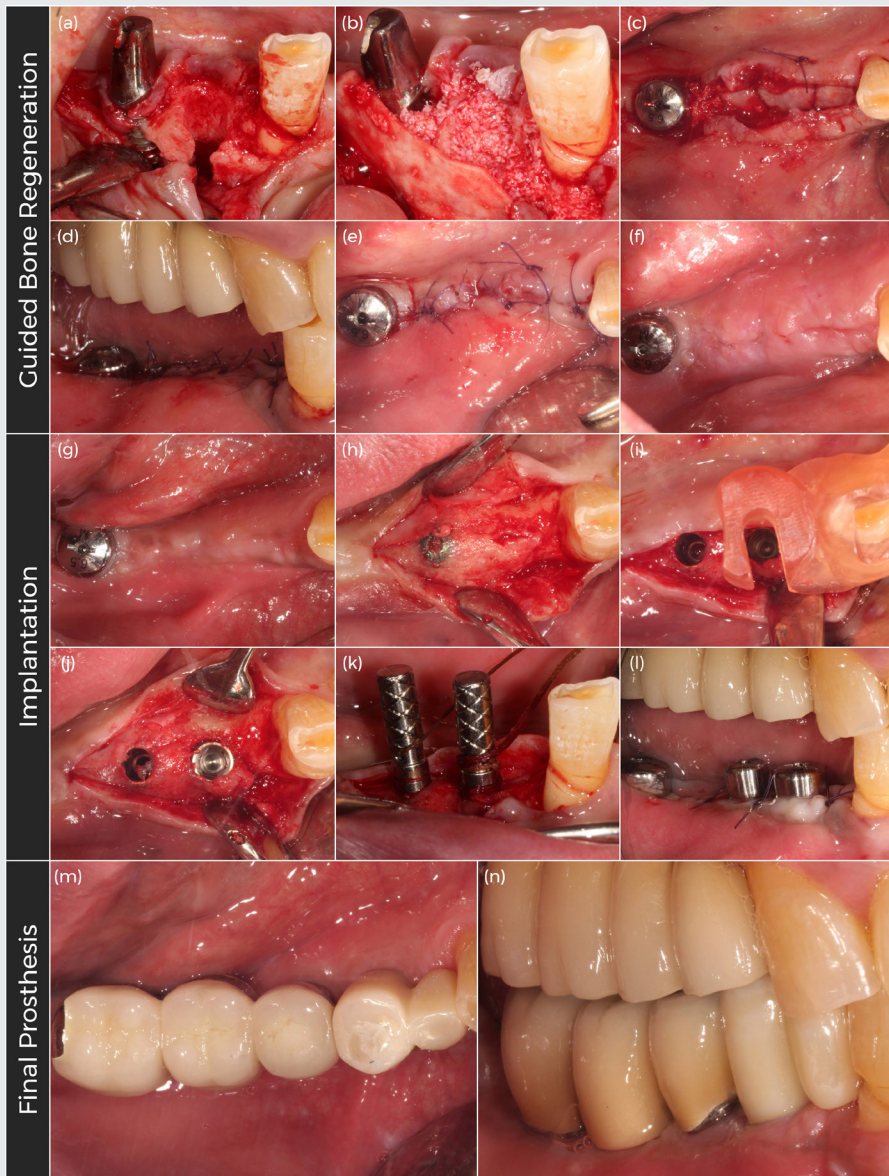 Guided Bone Regeneration
(a)
(b)
(c)
(d)
(e)
(f)
Implantation
(g)
(h)
(i)
(j)
(k)
(l)
Final Prosthesis
(m)
(n)